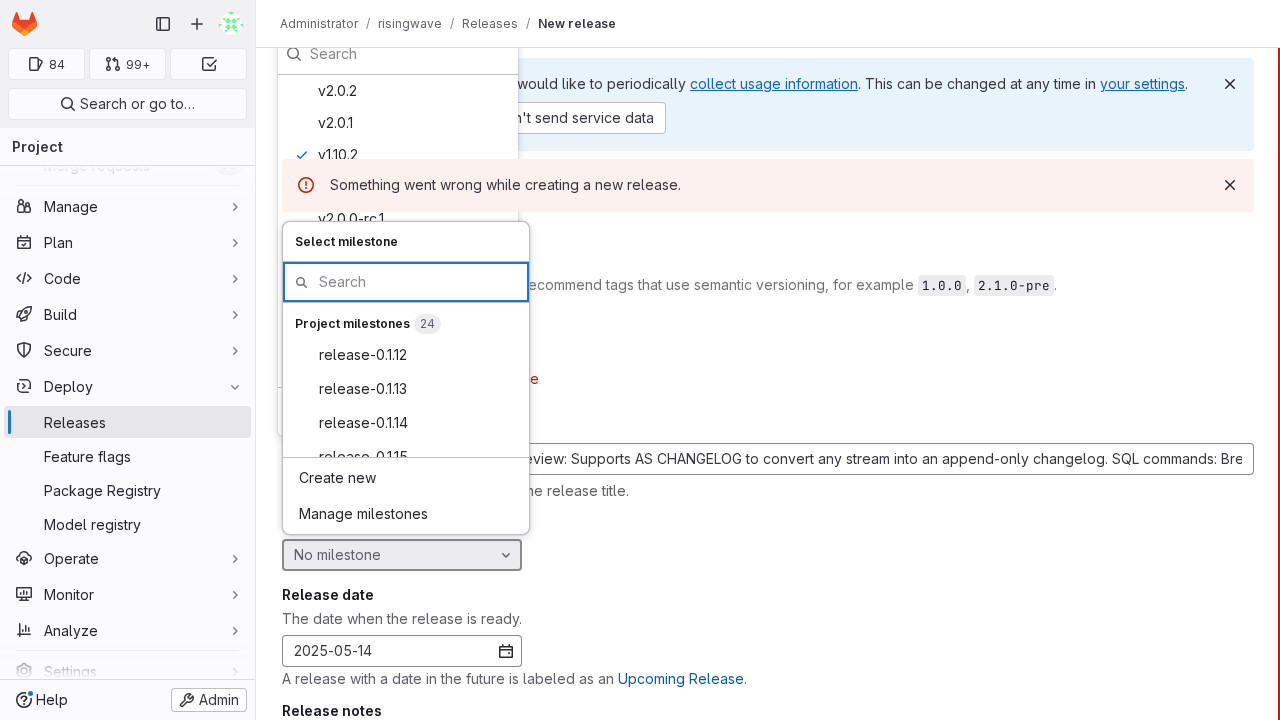 Administrator / risingwave / Releases / New release
84
99+
Search or go to…
Project
Merge requests
Manage
Plan
Code
Build
Secure
Deploy
Releases
Feature flags
Package Registry
Model registry
Operate
Monitor
Analyze
Settings
Help
Admin
Search
v2.0.2
v2.0.1
v1.10.2
v2.0.0-rc.1
would like to periodically collect usage information. This can be changed at any time in your settings.
n't send service data
Something went wrong while creating a new release.
ecommend tags that use semantic versioning, for example 1.0.0, 2.1.0-pre.
Select milestone
Search
Project milestones 24
release-0.1.12
release-0.1.13
release-0.1.14
release-0.1.15
Create new
Manage milestones
eview: Supports AS CHANGELOG to convert any stream into an append-only changelog. SQL commands: Bre
he release title.
No milestone
Release date
The date when the release is ready.
2025-05-14
A release with a date in the future is labeled as an Upcoming Release.
Release notes